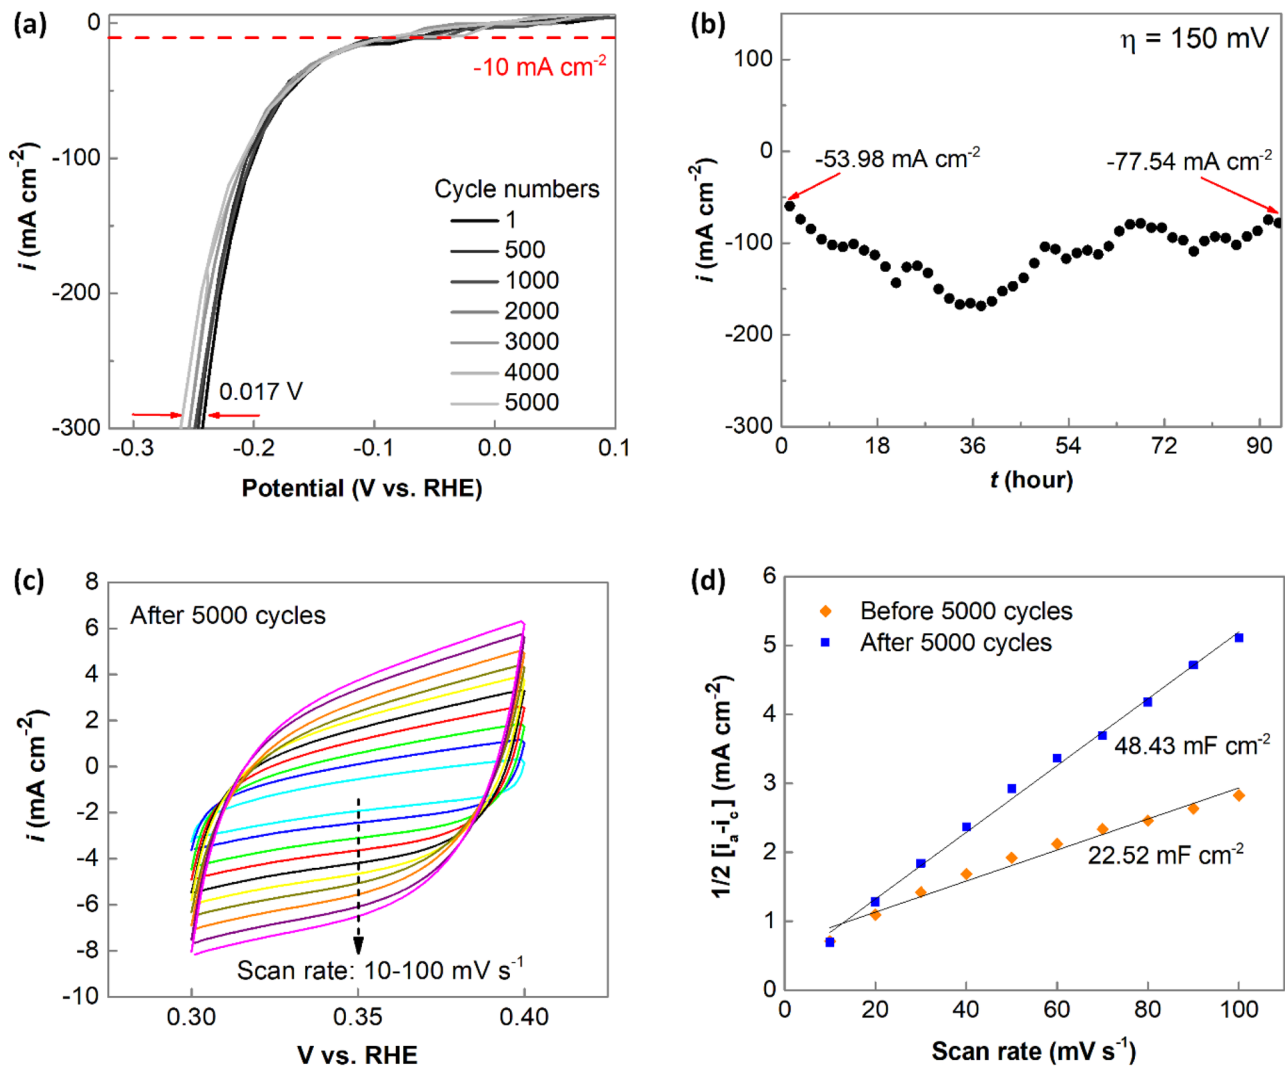 (a)
0
-100
-200
-300
i (mA cm⁻²)
-10 mA cm⁻²
Cycle numbers
1
500
1000
2000
3000
4000
5000
0.017 V
-0.3
-0.2
-0.1
0.0
0.1
Potential (V vs. RHE)
(b)
η = 150 mV
100
0
-100
-200
-300
i (mA cm⁻²)
-53.98 mA cm⁻²
-77.54 mA cm⁻²
0
18
36
54
72
90
t (hour)
(c)
After 5000 cycles
8
6
4
2
0
-2
-4
-6
-8
-10
i (mA cm⁻²)
Scan rate: 10-100 mV s⁻¹
0.30
0.35
0.40
V vs. RHE
(d)
Before 5000 cycles
After 5000 cycles
6
5
4
3
2
1
0
1/2 [iₐ-i꜀] (mA cm⁻²)
48.43 mF cm⁻²
22.52 mF cm⁻²
0
20
40
60
80
100
Scan rate (mV s⁻¹)